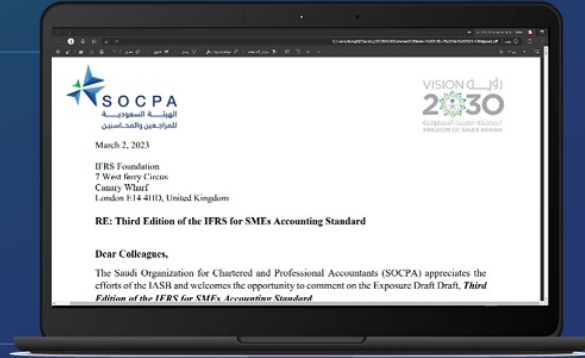 SOCPA
الهيئة السعودية
للمراجعين والمحاسبين
VISION رؤية
2030
المملكة العربية السعودية
KINGDOM OF SAUDI ARABIA
March 2, 2023
IFRS Foundation
7 West ferry Circus
Canary Wharf
London E14 4HD, United Kingdom
RE: Third Edition of the IFRS for SMEs Accounting Standard
Dear Colleagues,
The Saudi Organization for Chartered and Professional Accountants (SOCPA) appreciates the
efforts of the IASB and welcomes the opportunity to comment on the Exposure Draft Draft, Third
Edition of the IFRS for SMEs Accounting Standard